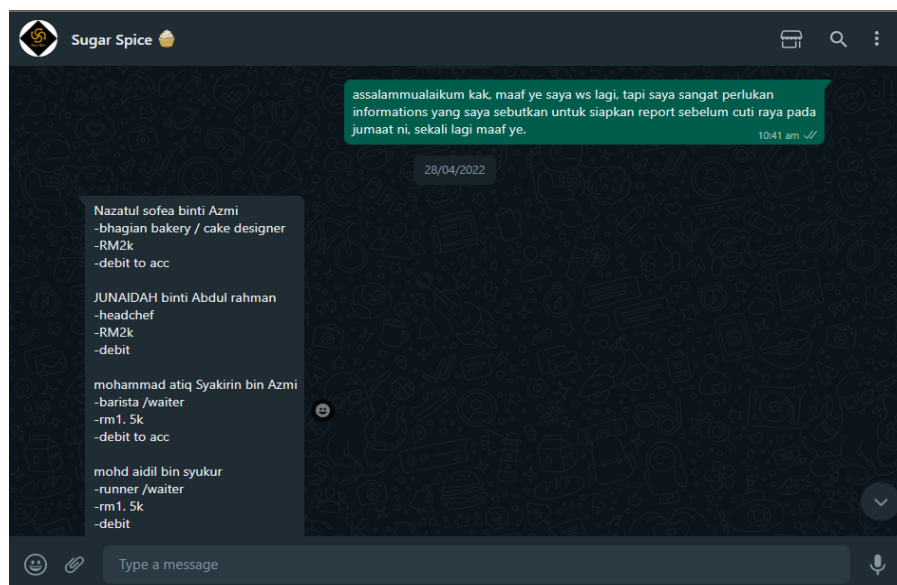 Sugar Spice 🧁
assalammualaikum kak, maaf ye saya ws lagi, tapi saya sangat perlukan
informations yang saya sebutkan untuk siapkan report sebelum cuti raya pada
jumaat ni, sekali lagi maaf ye.
10:41 am
28/04/2022
Nazatul sofea binti Azmi
-bhagian bakery / cake designer
-RM2k
-debit to acc
JUNAIDAH binti Abdul rahman
-headchef
-RM2k
-debit
mohammad atiq Syakirin bin Azmi
-barista /waiter
-rm1. 5k
-debit to acc
mohd aidil bin syukur
-runner /waiter
-rm1. 5k
-debit
Type a message